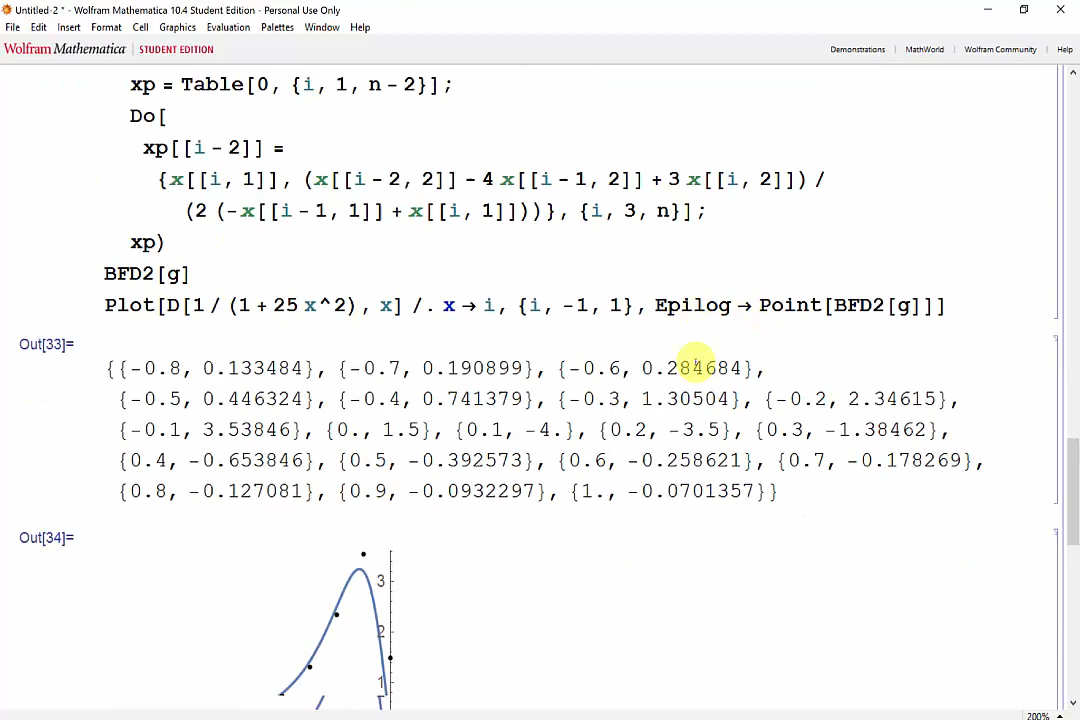 Untitled-2 * - Wolfram Mathematica 10.4 Student Edition - Personal Use Only
File Edit Insert Format Cell Graphics Evaluation Palettes Window Help
Wolfram Mathematica | STUDENT EDITION Demonstrations MathWorld Wolfram Community Help
xp = Table[0, {i, 1, n - 2}];
Do[
xp[[i - 2]] =
{x[[i, 1]], (x[[i - 2, 2]] - 4 x[[i - 1, 2]] + 3 x[[i, 2]]) /
(2 (-x[[i - 1, 1]] + x[[i, 1]]))}, {i, 3, n}];
xp)
BFD2[g]
Plot[D[1 / (1 + 25 x^2), x] /. x → i, {i, -1, 1}, Epilog → Point[BFD2[g]]]
Out[33]=
{{-0.8, 0.133484}, {-0.7, 0.190899}, {-0.6, 0.284684},
{-0.5, 0.446324}, {-0.4, 0.741379}, {-0.3, 1.30504}, {-0.2, 2.34615},
{-0.1, 3.53846}, {0., 1.5}, {0.1, -4.}, {0.2, -3.5}, {0.3, -1.38462},
{0.4, -0.653846}, {0.5, -0.392573}, {0.6, -0.258621}, {0.7, -0.178269},
{0.8, -0.127081}, {0.9, -0.0932297}, {1., -0.0701357}}
Out[34]=
3
2
1
200%